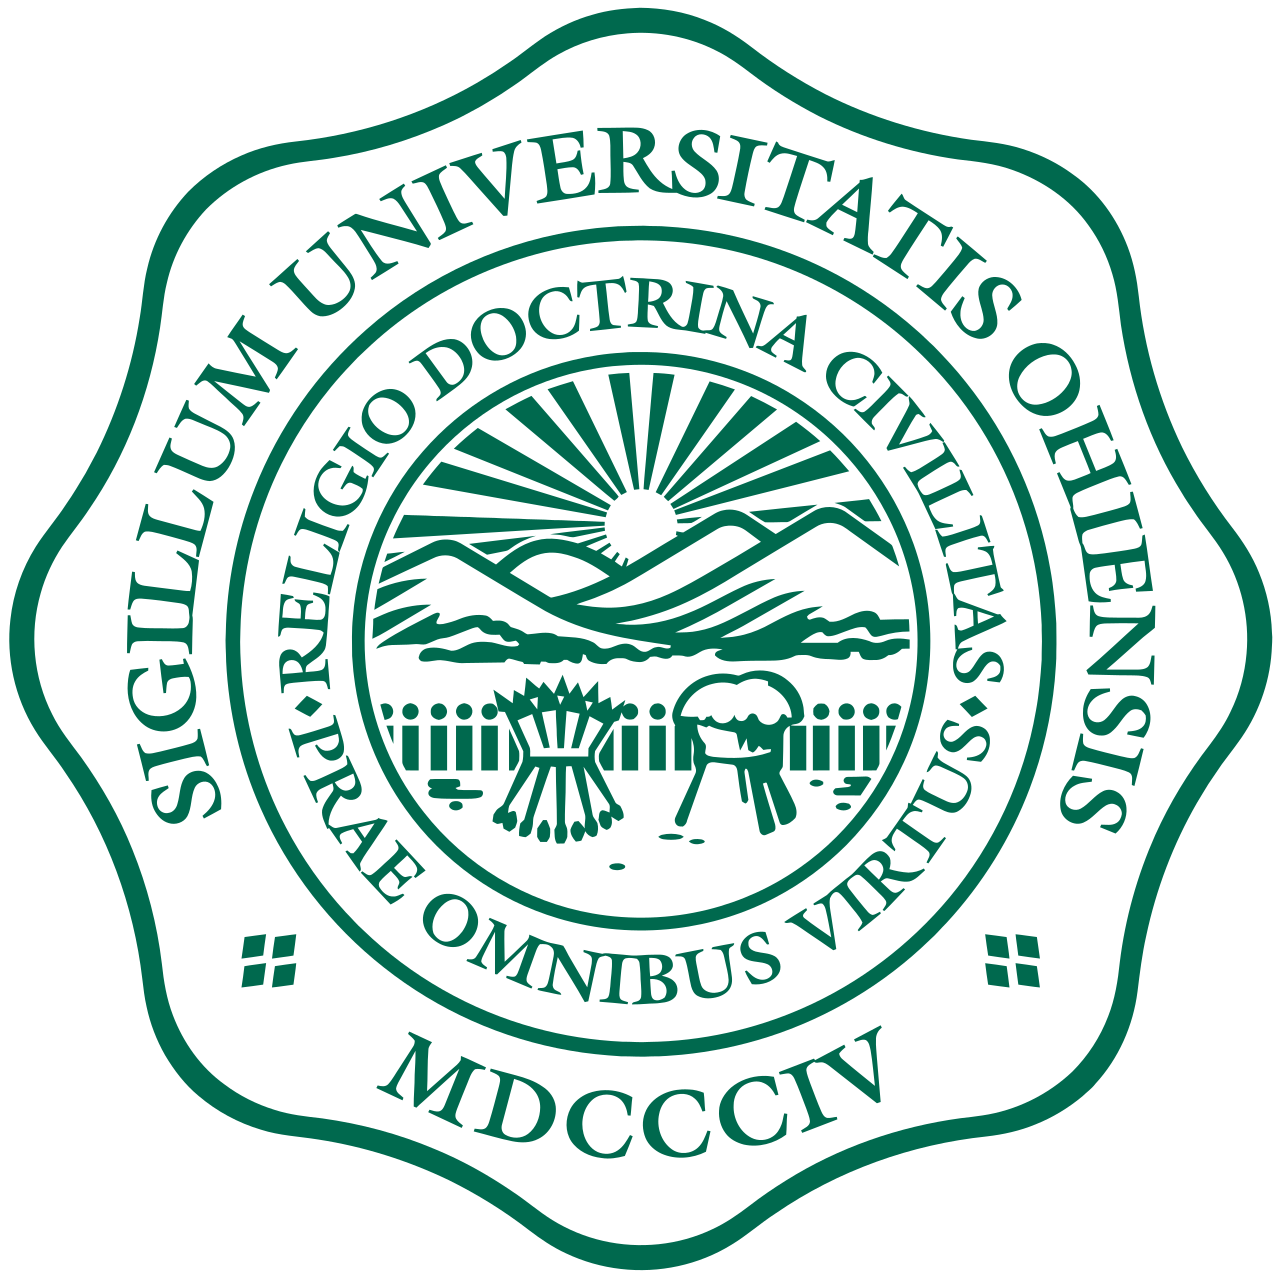 SIGILLUM UNIVERSITATIS OHIENSIS
RELIGIO DOCTRINA CIVILITAS
PRAE OMNIBUS VIRTUS
MDCCCIV